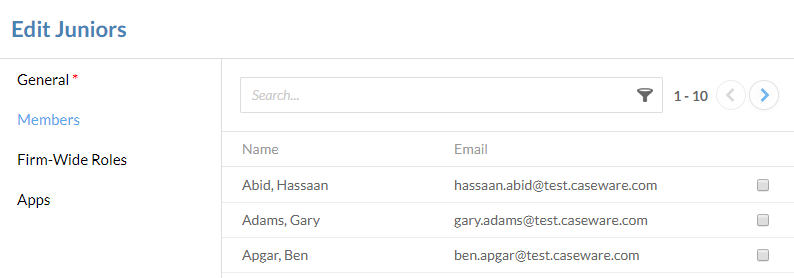 Edit Juniors
General *
Members
Firm-Wide Roles
Apps
Search...
1 - 10
Name Email
Abid, Hassaan hassaan.abid@test.caseware.com
Adams, Gary gary.adams@test.caseware.com
Apgar, Ben ben.apgar@test.caseware.com